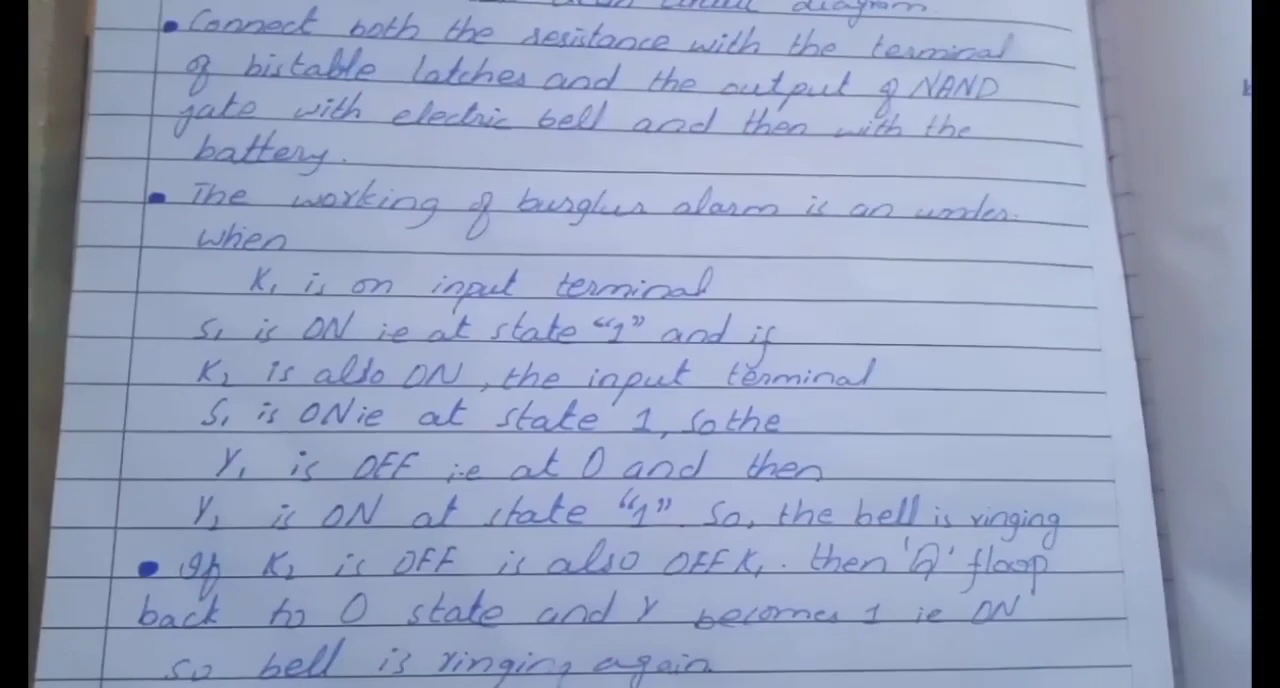 diagram.
• Connect both the resistance with the terminal
of bistable latches and the output of NAND
gate with electric bell and then with the
battery.
• The working of burglur alarm is an under.
when
K₁ is on input terminal
S₁ is ON ie at state "1" and if
K₂ is also ON, the input terminal
S₁ is ON ie at state 1, so the
Y₁ is OFF i.e at 0 and then
Y₂ is ON at state "1" So, the bell is ringing
• If K₂ is OFF is also OFF K₁. then 'Q' floop
back to 0 state and Y becomes 1 ie ON
so bell is ringing again